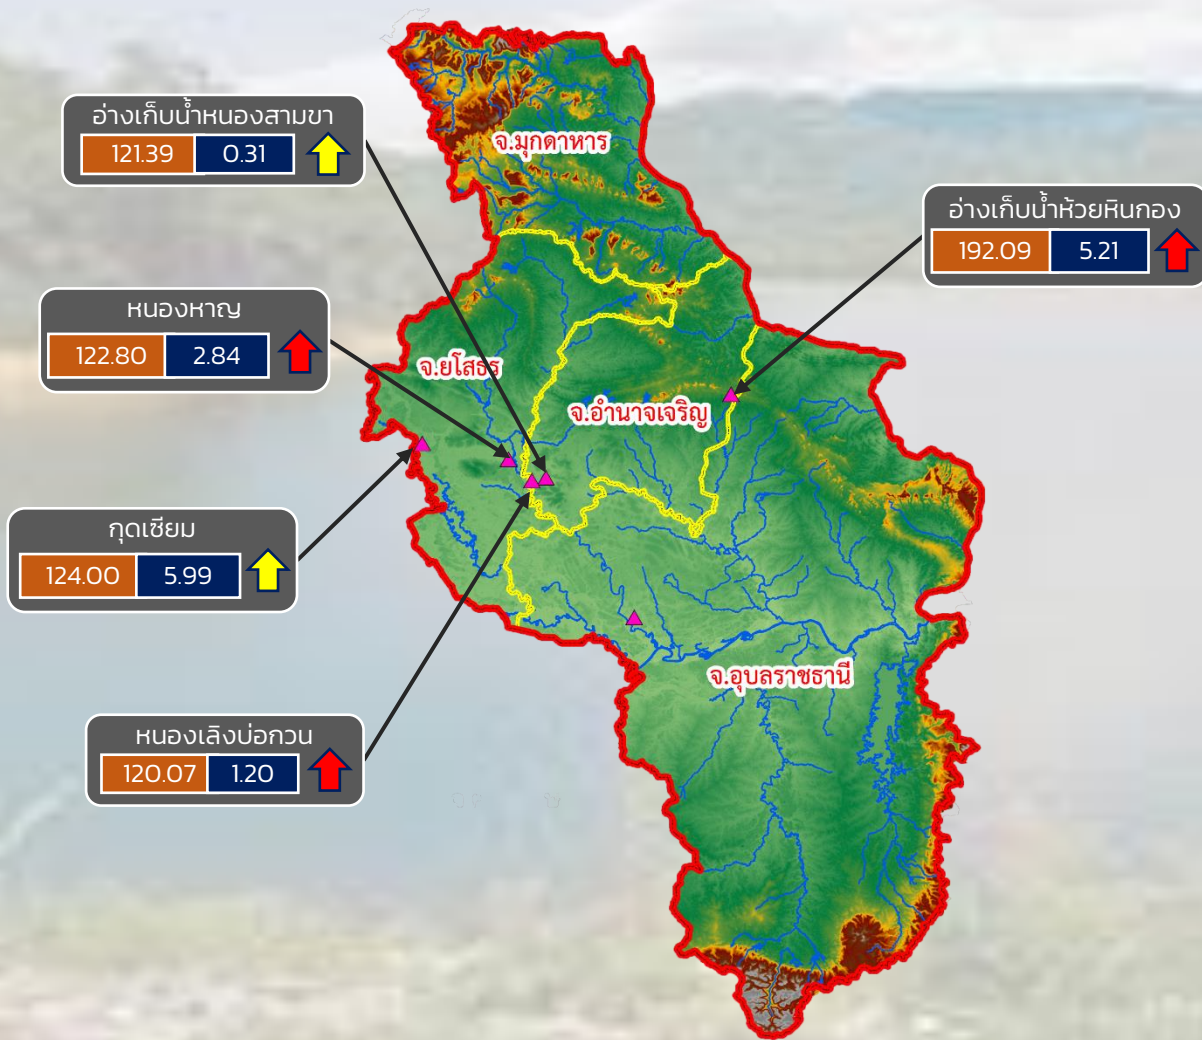 อ่างเก็บน้ำหนองสามขา
121.39 0.31
จ.มุกดาหาร
อ่างเก็บน้ำห้วยหินกอง
192.09 5.21
หนองหาญ
122.80 2.84
จ.ยโสธร
จ.อำนาจเจริญ
กุดเซียม
124.00 5.99
จ.อุบลราชธานี
หนองเลิงบ่อกวน
120.07 1.20